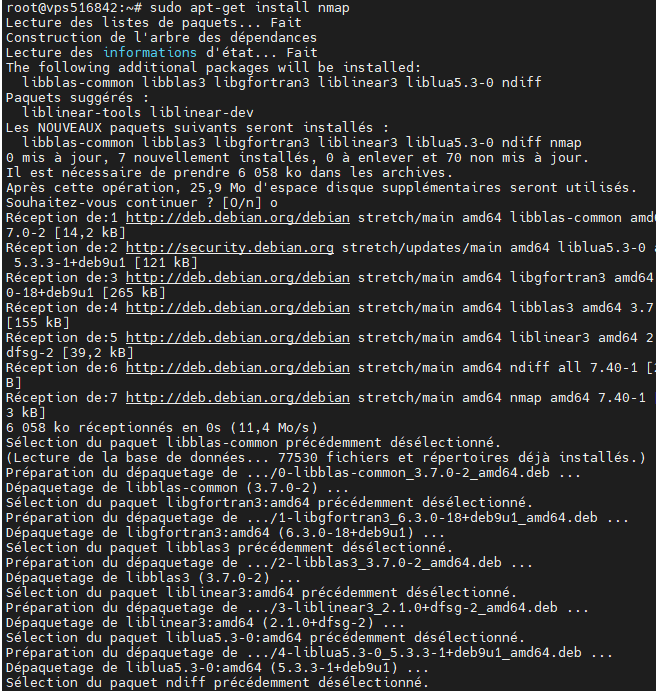 root@vps516842:~# sudo apt-get install nmap
Lecture des listes de paquets... Fait
Construction de l'arbre des dépendances
Lecture des informations d'état... Fait
The following additional packages will be installed:
  libblas-common libblas3 libgfortran3 liblinear3 liblua5.3-0 ndiff
Paquets suggérés :
  liblinear-tools liblinear-dev
Les NOUVEAUX paquets suivants seront installés :
  libblas-common libblas3 libgfortran3 liblinear3 liblua5.3-0 ndiff nmap
0 mis à jour, 7 nouvellement installés, 0 à enlever et 70 non mis à jour.
Il est nécessaire de prendre 6 058 ko dans les archives.
Après cette opération, 25,9 Mo d'espace disque supplémentaires seront utilisés.
Souhaitez-vous continuer ? [O/n] o
Réception de:1 http://deb.debian.org/debian stretch/main amd64 libblas-common amd6
7.0-2 [14,2 kB]
Réception de:2 http://security.debian.org stretch/updates/main amd64 liblua5.3-0 a
 5.3.3-1+deb9u1 [121 kB]
Réception de:3 http://deb.debian.org/debian stretch/main amd64 libgfortran3 amd64
0-18+deb9u1 [265 kB]
Réception de:4 http://deb.debian.org/debian stretch/main amd64 libblas3 amd64 3.7
[155 kB]
Réception de:5 http://deb.debian.org/debian stretch/main amd64 liblinear3 amd64 2
dfsg-2 [39,2 kB]
Réception de:6 http://deb.debian.org/debian stretch/main amd64 ndiff all 7.40-1 [
B]
Réception de:7 http://deb.debian.org/debian stretch/main amd64 nmap amd64 7.40-1
3 kB]
6 058 ko réceptionnés en 0s (11,4 Mo/s)
Sélection du paquet libblas-common précédemment désélectionné.
(Lecture de la base de données... 77530 fichiers et répertoires déjà installés.)
Préparation du dépaquetage de .../0-libblas-common_3.7.0-2_amd64.deb ...
Dépaquetage de libblas-common (3.7.0-2) ...
Sélection du paquet libgfortran3:amd64 précédemment désélectionné.
Préparation du dépaquetage de .../1-libgfortran3_6.3.0-18+deb9u1_amd64.deb ...
Dépaquetage de libgfortran3:amd64 (6.3.0-18+deb9u1) ...
Sélection du paquet libblas3 précédemment désélectionné.
Préparation du dépaquetage de .../2-libblas3_3.7.0-2_amd64.deb ...
Dépaquetage de libblas3 (3.7.0-2) ...
Sélection du paquet liblinear3:amd64 précédemment désélectionné.
Préparation du dépaquetage de .../3-liblinear3_2.1.0+dfsg-2_amd64.deb ...
Dépaquetage de liblinear3:amd64 (2.1.0+dfsg-2) ...
Sélection du paquet liblua5.3-0:amd64 précédemment désélectionné.
Préparation du dépaquetage de .../4-liblua5.3-0_5.3.3-1+deb9u1_amd64.deb ...
Dépaquetage de liblua5.3-0:amd64 (5.3.3-1+deb9u1) ...
Sélection du paquet ndiff précédemment désélectionné.